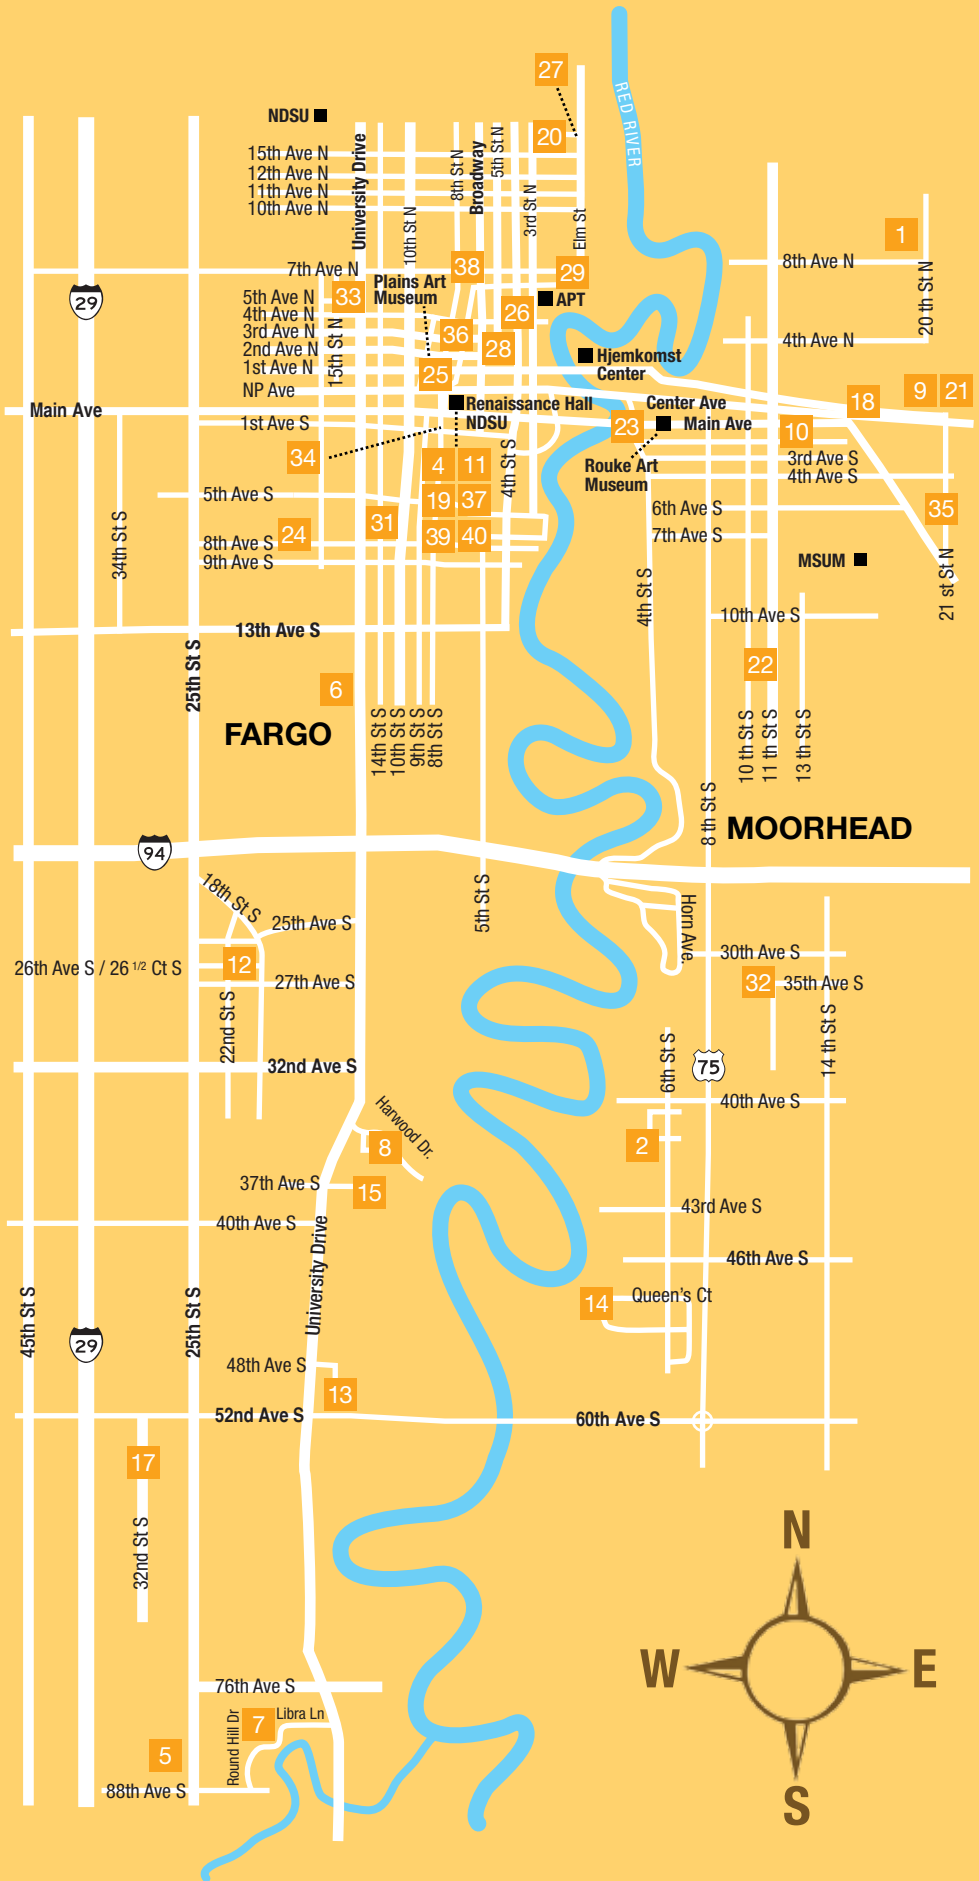 27
RED RIVER
NDSU
20
15th Ave N
12th Ave N
11th Ave N
10th Ave N
University Drive
10th St N
8th St N
Broadway
5th St N
3rd St N
Elm St
1
8th Ave N
20 th St N
4th Ave N
7th Ave N
38
29
29
Plains Art
Museum
5th Ave N
33
APT
4th Ave N
26
3rd Ave N
36
2nd Ave N
28
15th St N
1st Ave N
25
Hjemkomst
Center
NP Ave
9
21
18
Main Ave
Renaissance Hall
NDSU
Center Ave
Main Ave
23
10
1st Ave S
34
4
11
4th St S
Rouke Art
Museum
3rd Ave S
4th Ave S
5th Ave S
19
37
6th Ave S
35
31
24
39
40
7th Ave S
8th Ave S
9th Ave S
34th St S
MSUM
21 st St N
4th St S
10th Ave S
13th Ave S
25th St S
22
6
FARGO
14th St S
10th St S
9th St S
8th St S
10 th St S
11 th St S
13 th St S
8 th St S
MOORHEAD
94
18th St S
25th Ave S
5th St S
Horn Ave.
30th Ave S
26th Ave S / 26 1/2 Ct S
12
27th Ave S
32
35th Ave S
22nd St S
14 th St S
32nd Ave S
6th St S
75
40th Ave S
Harwood Dr.
8
2
37th Ave S
15
43rd Ave S
40th Ave S
University Drive
46th Ave S
14
Queen's Ct
45th St S
29
25th St S
48th Ave S
13
52nd Ave S
60th Ave S
17
32nd St S
N
W
E
S
76th Ave S
Round Hill Dr
7
Libra Ln
5
88th Ave S